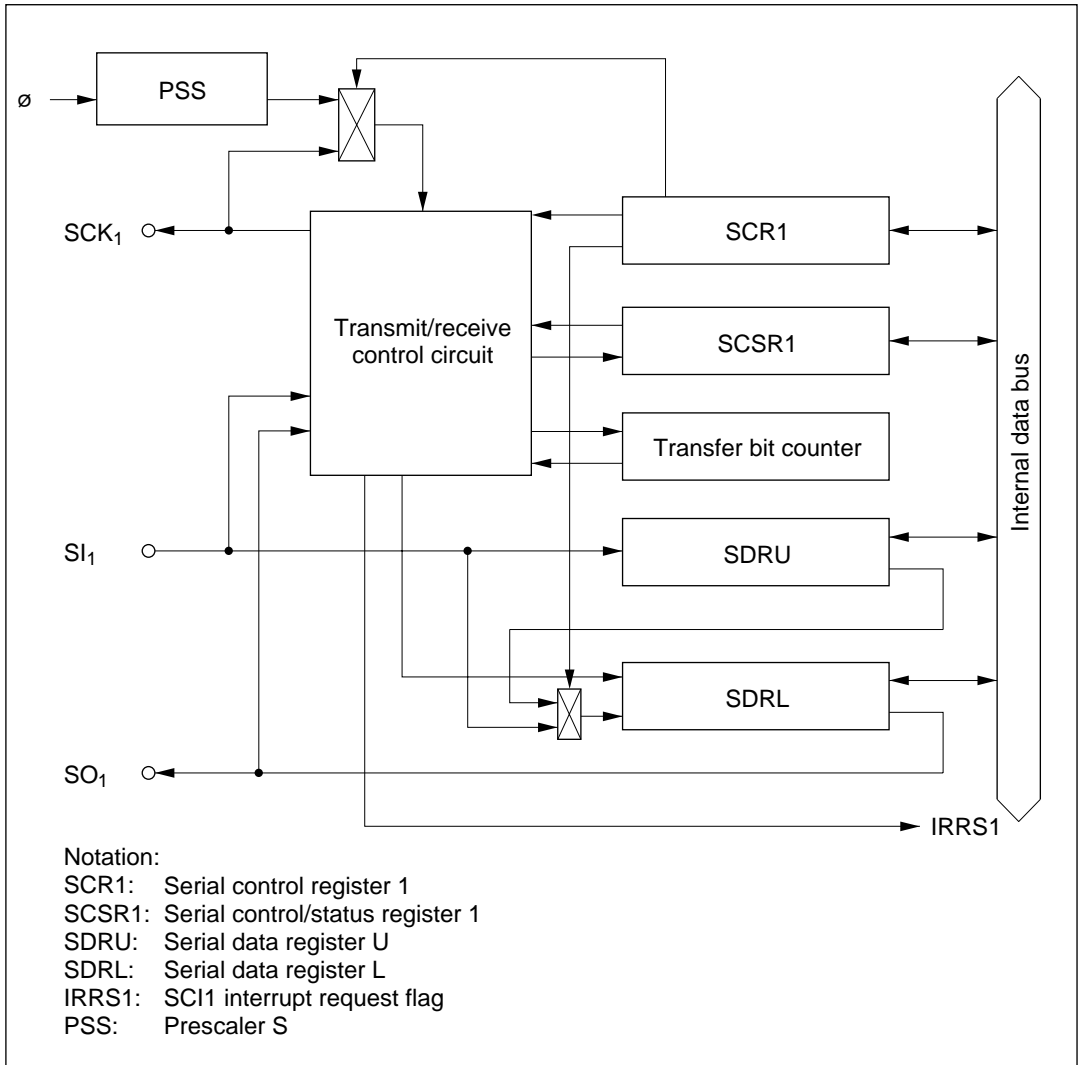 PSS
ø
SCK1
SCR1
Transmit/receive
control circuit
SCSR1
Transfer bit counter
Internal data bus
SI1
SDRU
SDRL
SO1
IRRS1
Notation:
SCR1: Serial control register 1
SCSR1: Serial control/status register 1
SDRU: Serial data register U
SDRL: Serial data register L
IRRS1: SCI1 interrupt request flag
PSS: Prescaler S